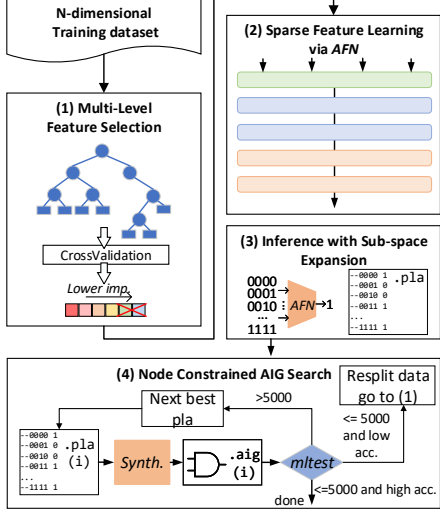 N-dimensional
Training dataset
(1) Multi-Level
Feature Selection
CrossValidation
Lower imp.
(2) Sparse Feature Learning
via AFN
(3) Inference with Sub-space
Expansion
0000
0001
0010
...
1111
AFN
1
--0000 1
--0001 0
--0010 0
--0011 1
...
--1111 1
.pla
(4) Node Constrained AIG Search
Next best
pla
>5000
Resplit data
go to (1)
--0000 1
--0001 0
--0010 0
--0011 1
...
--1111 1
.pla
(i)
Synth.
.aig
(i)
mltest
<= 5000
and low
acc.
<=5000 and high acc.
done